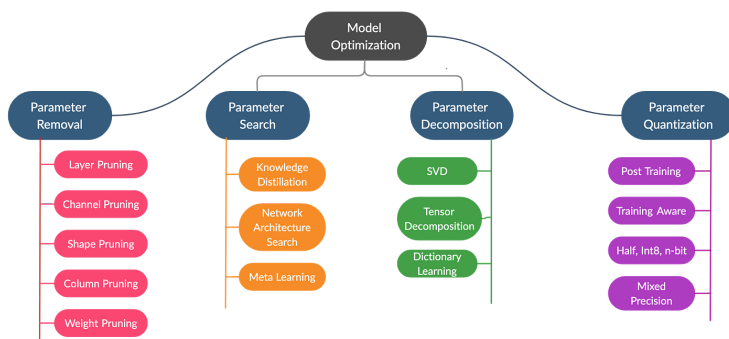 Model
Optimization
Parameter
Removal
Layer Pruning
Channel Pruning
Shape Pruning
Column Pruning
Weight Pruning
Parameter
Search
Knowledge
Distillation
Network
Architecture
Search
Meta Learning
Parameter
Decomposition
SVD
Tensor
Decomposition
Dictionary
Learning
Parameter
Quantization
Post Training
Training Aware
Half, Int8, n-bit
Mixed
Precision